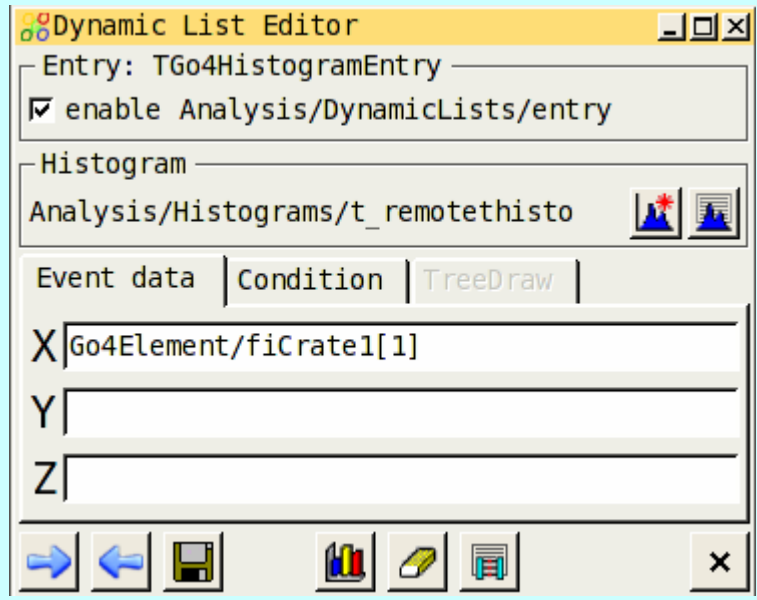 Dynamic List Editor
Entry: TGo4HistogramEntry
enable Analysis/DynamicLists/entry
Histogram
Analysis/Histograms/t_remotethisto
Event data Condition TreeDraw
X Go4Element/fiCrate1[1]
Y
Z